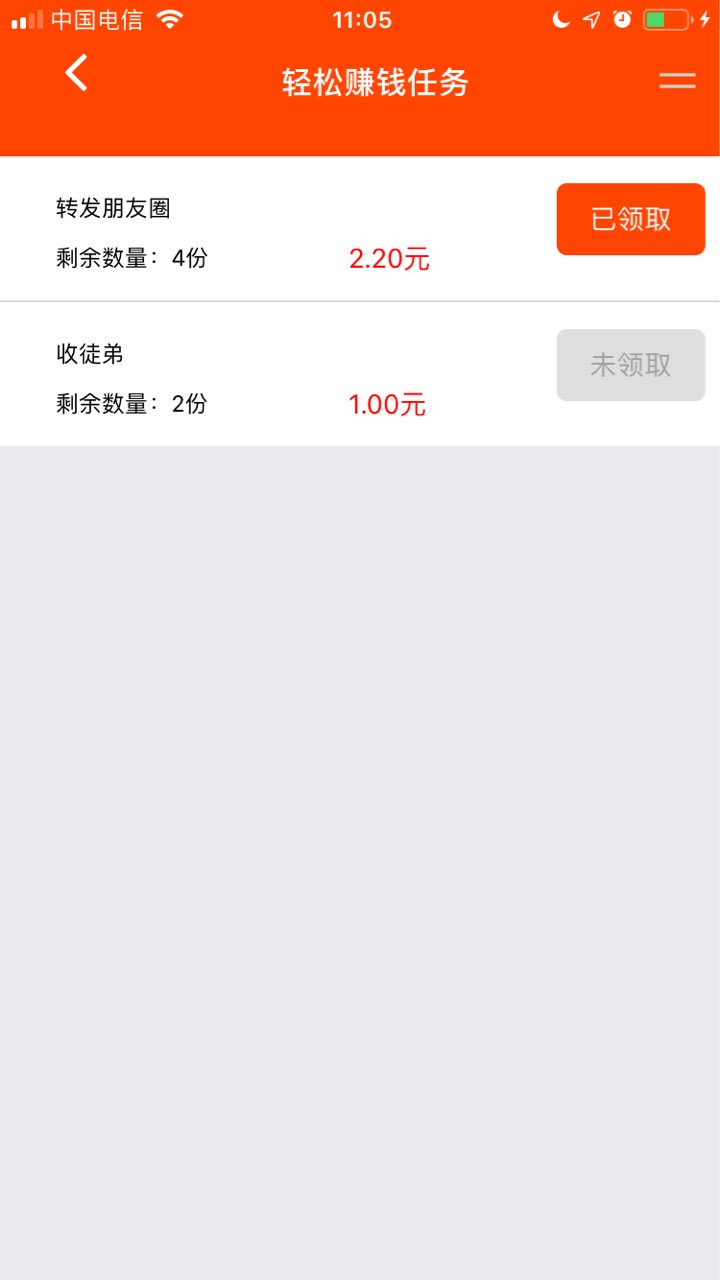 中国电信
11:05
轻松赚钱任务
转发朋友圈
已领取
剩余数量：4份
2.20元
收徒弟
未领取
剩余数量：2份
1.00元